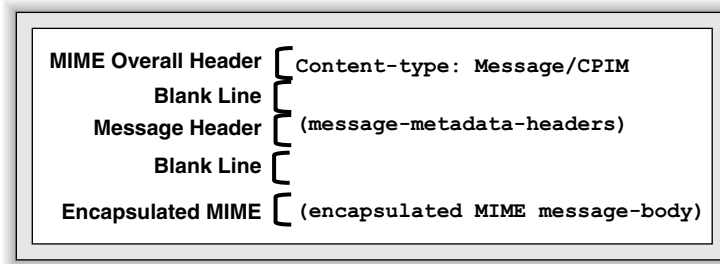 MIME Overall Header Content-type: Message/CPIM
Blank Line
Message Header (message-metadata-headers)
Blank Line
Encapsulated MIME (encapsulated MIME message-body)